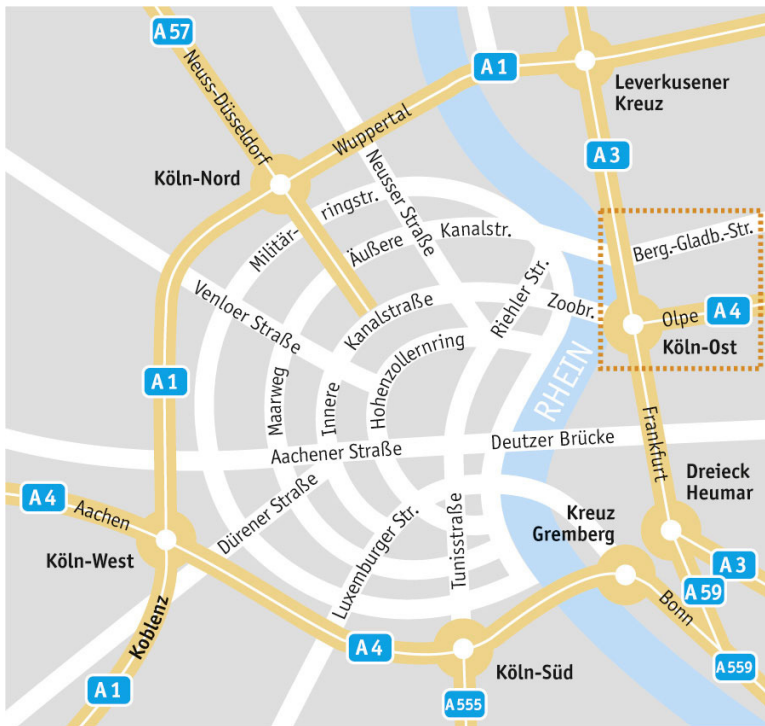 A 57
A 1
Leverkusener
Kreuz
Neuss-Düsseldorf
Wuppertal
A 3
Köln-Nord
Neusser Straße
Militär-
ringstr.
Äußere
Kanalstr.
Berg.-Gladb.-Str.
Riehler Str.
Venloer Straße
Kanalstraße
Zoobr.
Olpe
A 4
Köln-Ost
Hohenzollernring
RHEIN
A 1
Maarweg
Innere
Frankfurt
Aachener Straße
Deutzer Brücke
Dreieck
Heumar
A 4
Aachen
Dürener Straße
Luxemburger Str.
Tunisstraße
Kreuz
Gremberg
Köln-West
A 3
A 59
Bonn
Koblenz
A 4
Köln-Süd
A 559
A 1
A 555